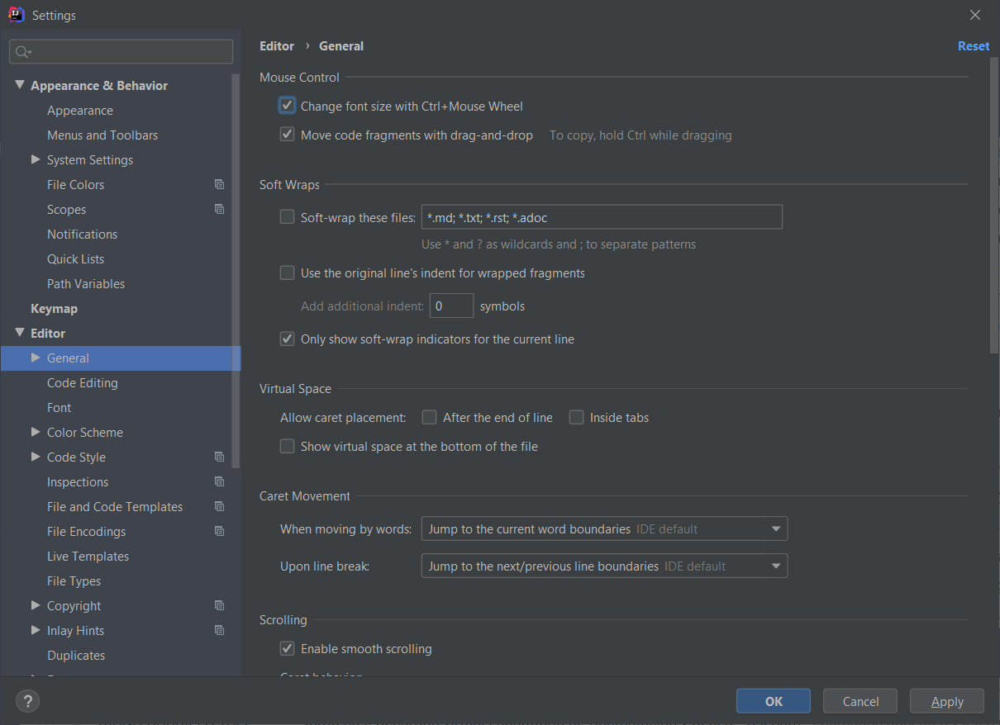 Settings
Editor › General
Reset
Appearance & Behavior
Appearance
Menus and Toolbars
System Settings
File Colors
Scopes
Notifications
Quick Lists
Path Variables
Keymap
Editor
General
Code Editing
Font
Color Scheme
Code Style
Inspections
File and Code Templates
File Encodings
Live Templates
File Types
Copyright
Inlay Hints
Duplicates
Mouse Control
Change font size with Ctrl+Mouse Wheel
Move code fragments with drag-and-drop To copy, hold Ctrl while dragging
Soft Wraps
Soft-wrap these files: *.md; *.txt; *.rst; *.adoc
Use * and ? as wildcards and ; to separate patterns
Use the original line's indent for wrapped fragments
Add additional indent: 0 symbols
Only show soft-wrap indicators for the current line
Virtual Space
Allow caret placement: After the end of line Inside tabs
Show virtual space at the bottom of the file
Caret Movement
When moving by words: Jump to the current word boundaries IDE default
Upon line break: Jump to the next/previous line boundaries IDE default
Scrolling
Enable smooth scrolling
Caret behavior
? OK Cancel Apply